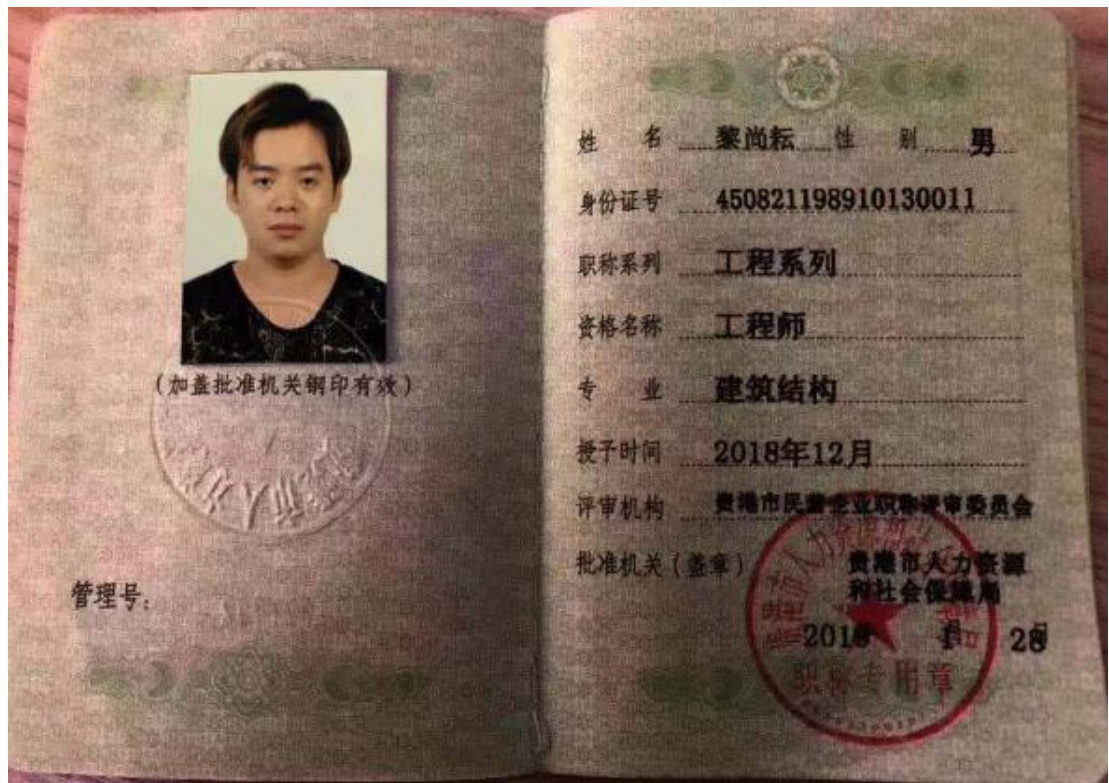 （加盖批准机关钢印有效）
管理号：
姓 名 黎尚耘 性 别 男
身份证号 450821198910130011
职称系列 工程系列
资格名称 工程师
专 业 建筑结构
授予时间 2018年12月
评审机构 贵港市民营企业职称评审委员会
批准机关（盖章） 贵港市人力资源
和社会保障局
职称专用章